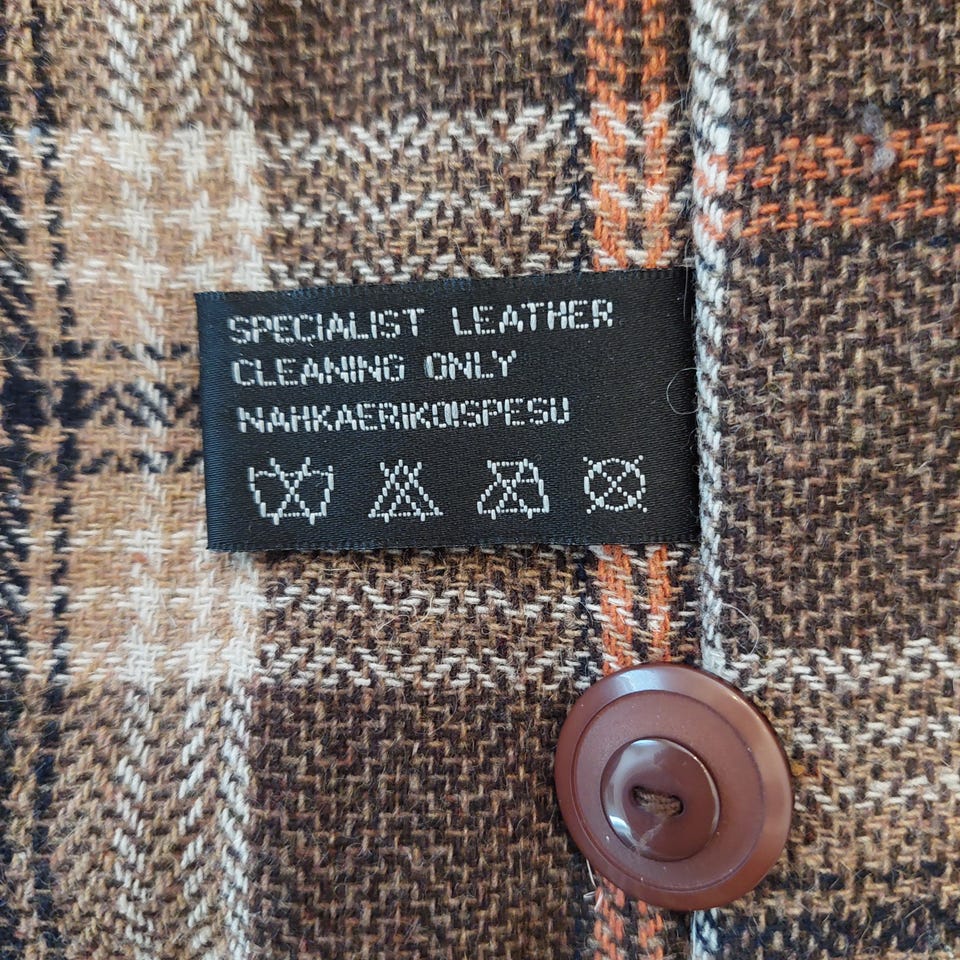 SPECIALIST LEATHER
CLEANING ONLY
NAHKAERIKOISPESU